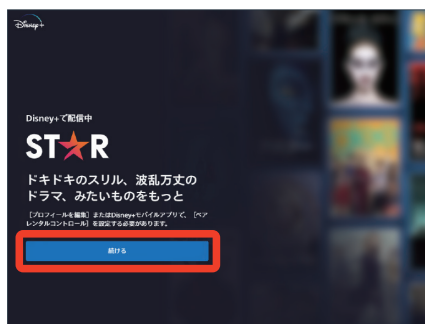 Disney+
Disney+で配信中
ST★R
ドキドキのスリル、波乱万丈の
ドラマ、みたいものをもっと
［プロフィールを編集］またはDisney+モバイルアプリで、［ペア
レンタルコントロール］を設定する必要があります。
続ける